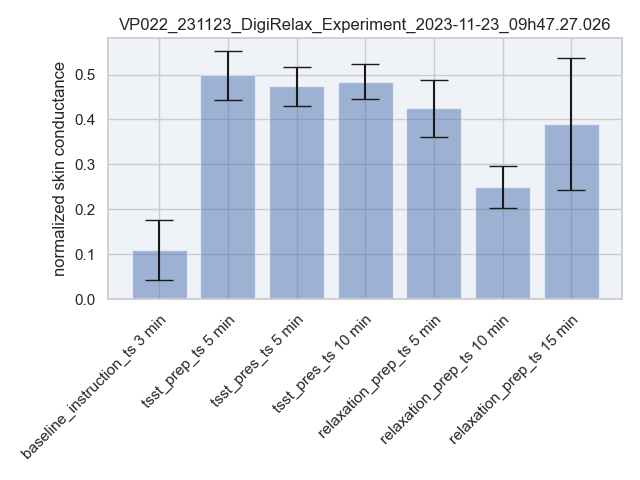 VP022_231123_DigiRelax_Experiment_2023-11-23_09h47.27.026
normalized skin conductance
0.5
0.4
0.3
0.2
0.1
0.0
baseline_instruction_ts 3 min
tsst_prep_ts 5 min
tsst_pres_ts 5 min
tsst_pres_ts 10 min
relaxation_prep_ts 5 min
relaxation_prep_ts 10 min
relaxation_prep_ts 15 min